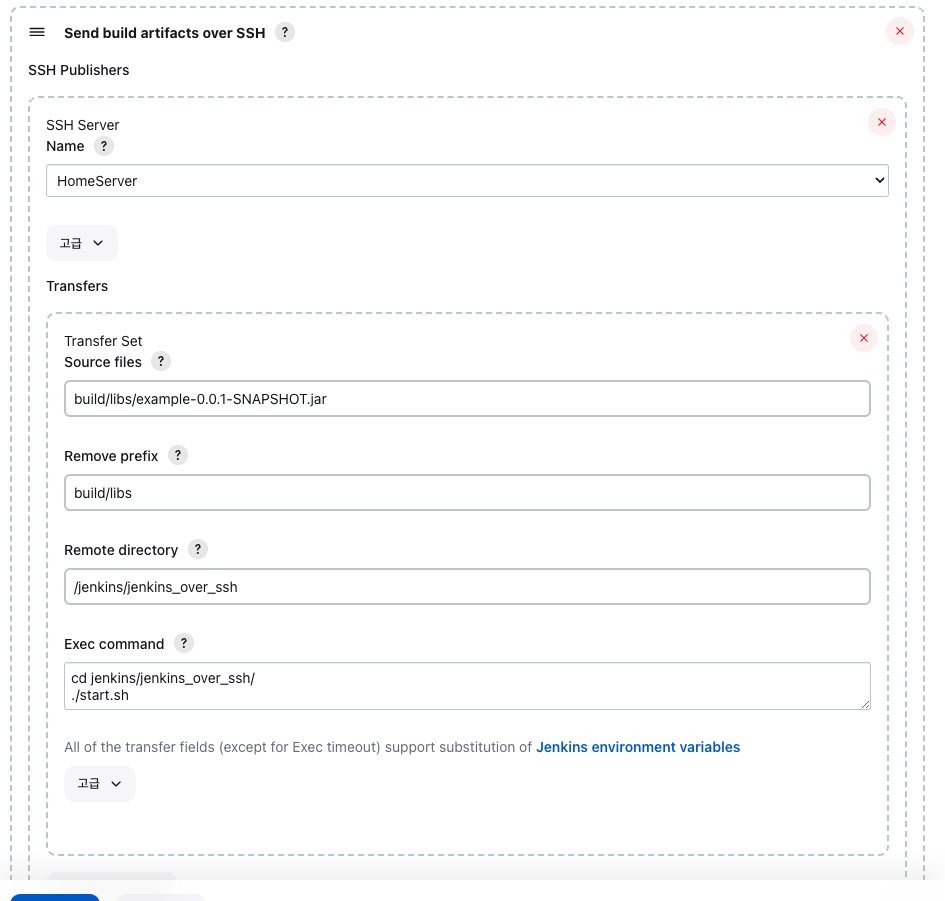 Send build artifacts over SSH ?
SSH Publishers
SSH Server
Name ?
HomeServer
고급
Transfers
Transfer Set
Source files ?
build/libs/example-0.0.1-SNAPSHOT.jar
Remove prefix ?
build/libs
Remote directory ?
/jenkins/jenkins_over_ssh
Exec command ?
cd jenkins/jenkins_over_ssh/
./start.sh
All of the transfer fields (except for Exec timeout) support substitution of Jenkins environment variables
고급